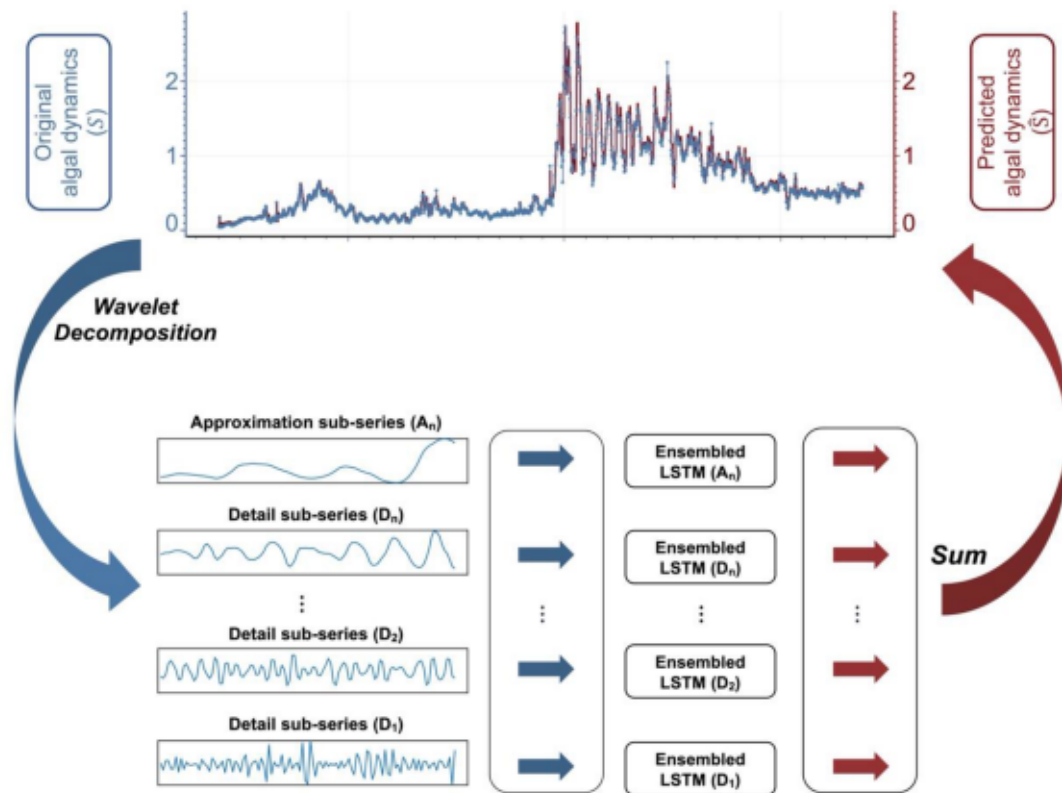 Original
algal dynamics
(S)
2
1
0
2
1
0
Predicted
algal dynamics
(Ŝ)
Wavelet
Decomposition
Approximation sub-series (Aₙ)
Ensembled
LSTM (Aₙ)
Detail sub-series (Dₙ)
Ensembled
LSTM (Dₙ)
Sum
...
...
...
...
Detail sub-series (D₂)
Ensembled
LSTM (D₂)
Detail sub-series (D₁)
Ensembled
LSTM (D₁)